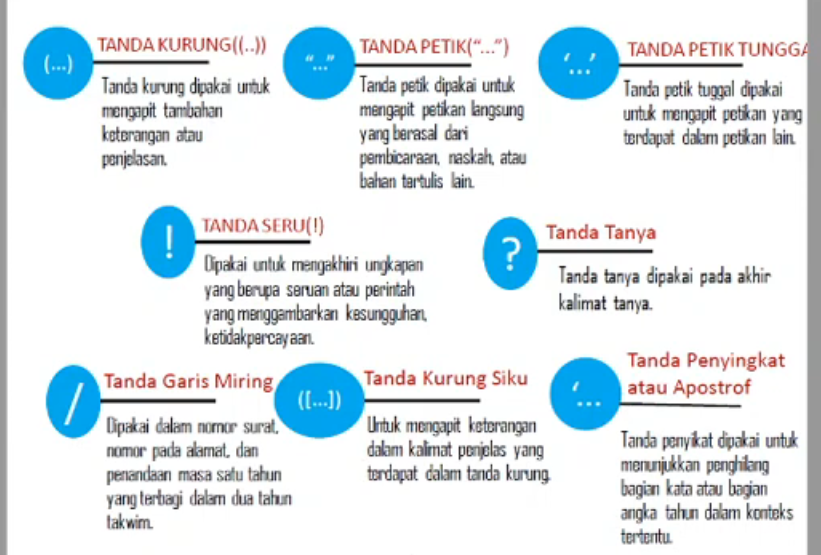 (...)
TANDA KURUNG((..))
Tanda kurung dipakai untuk
mengapit tambahan
keterangan atau
penjelasan.
"..."
TANDA PETIK("...")
Tanda petik dipakai untuk
mengapit petikan langsung
yang berasal dari
pembicaraan, naskah, atau
bahan tertulis lain.
‘...’
TANDA PETIK TUNGGA
Tanda petik tuggal dipakai
untuk mengapit petikan yang
terdapat dalam petikan lain.
!
TANDA SERU(!)
Dipakai untuk mengakhiri ungkapan
yang berupa seruan atau perintah
yang menggambarkan kesungguhan,
ketidakpercayaan.
?
Tanda Tanya
Tanda tanya dipakai pada akhir
kalimat tanya.
/
Tanda Garis Miring
Dipakai dalam nomor surat,
nomor pada alamat, dan
penandaan masa satu tahun
yang terbagi dalam dua tahun
takwim.
([...])
Tanda Kurung Siku
Untuk mengapit keterangan
dalam kalimat penjelas yang
terdapat dalam tanda kurung.
‘...
Tanda Penyingkat
atau Apostrof
Tanda penyikat dipakai untuk
menunjukkan penghilang
bagian kata atau bagian
angka tahun dalam konteks
tertentu.